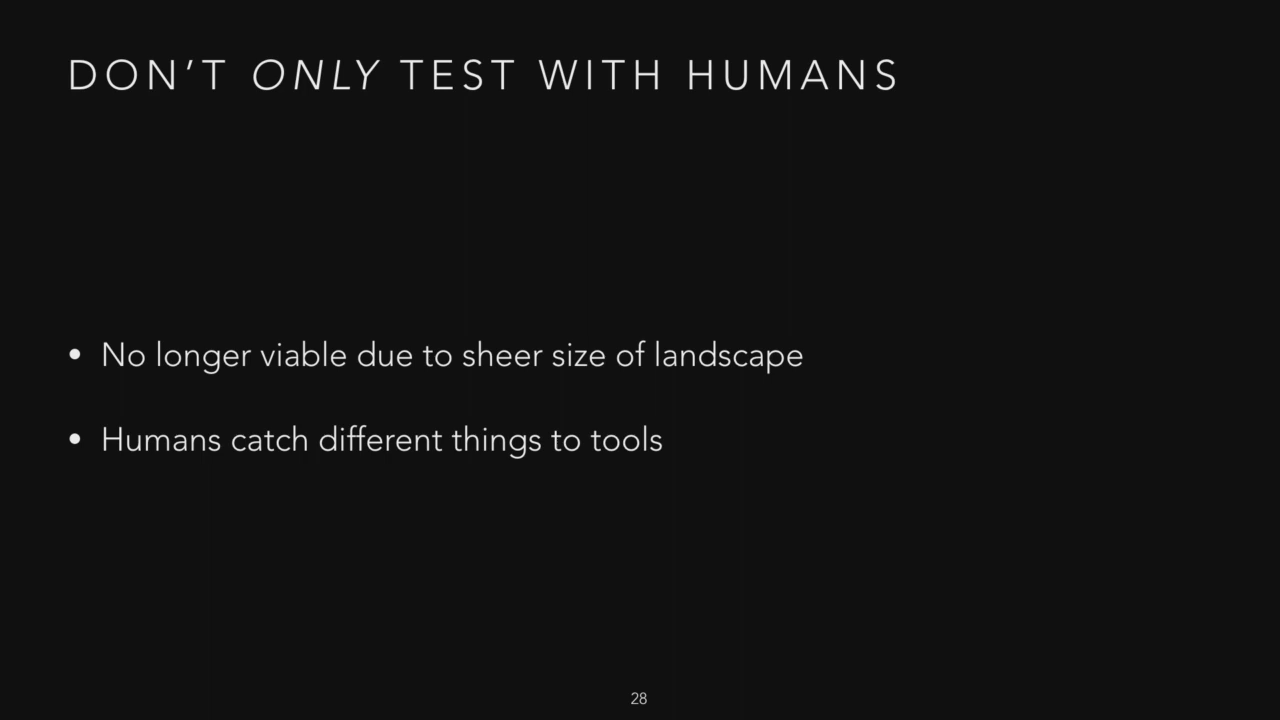 DON’T ONLY TEST WITH HUMANS
• No longer viable due to sheer size of landscape
• Humans catch different things to tools
28